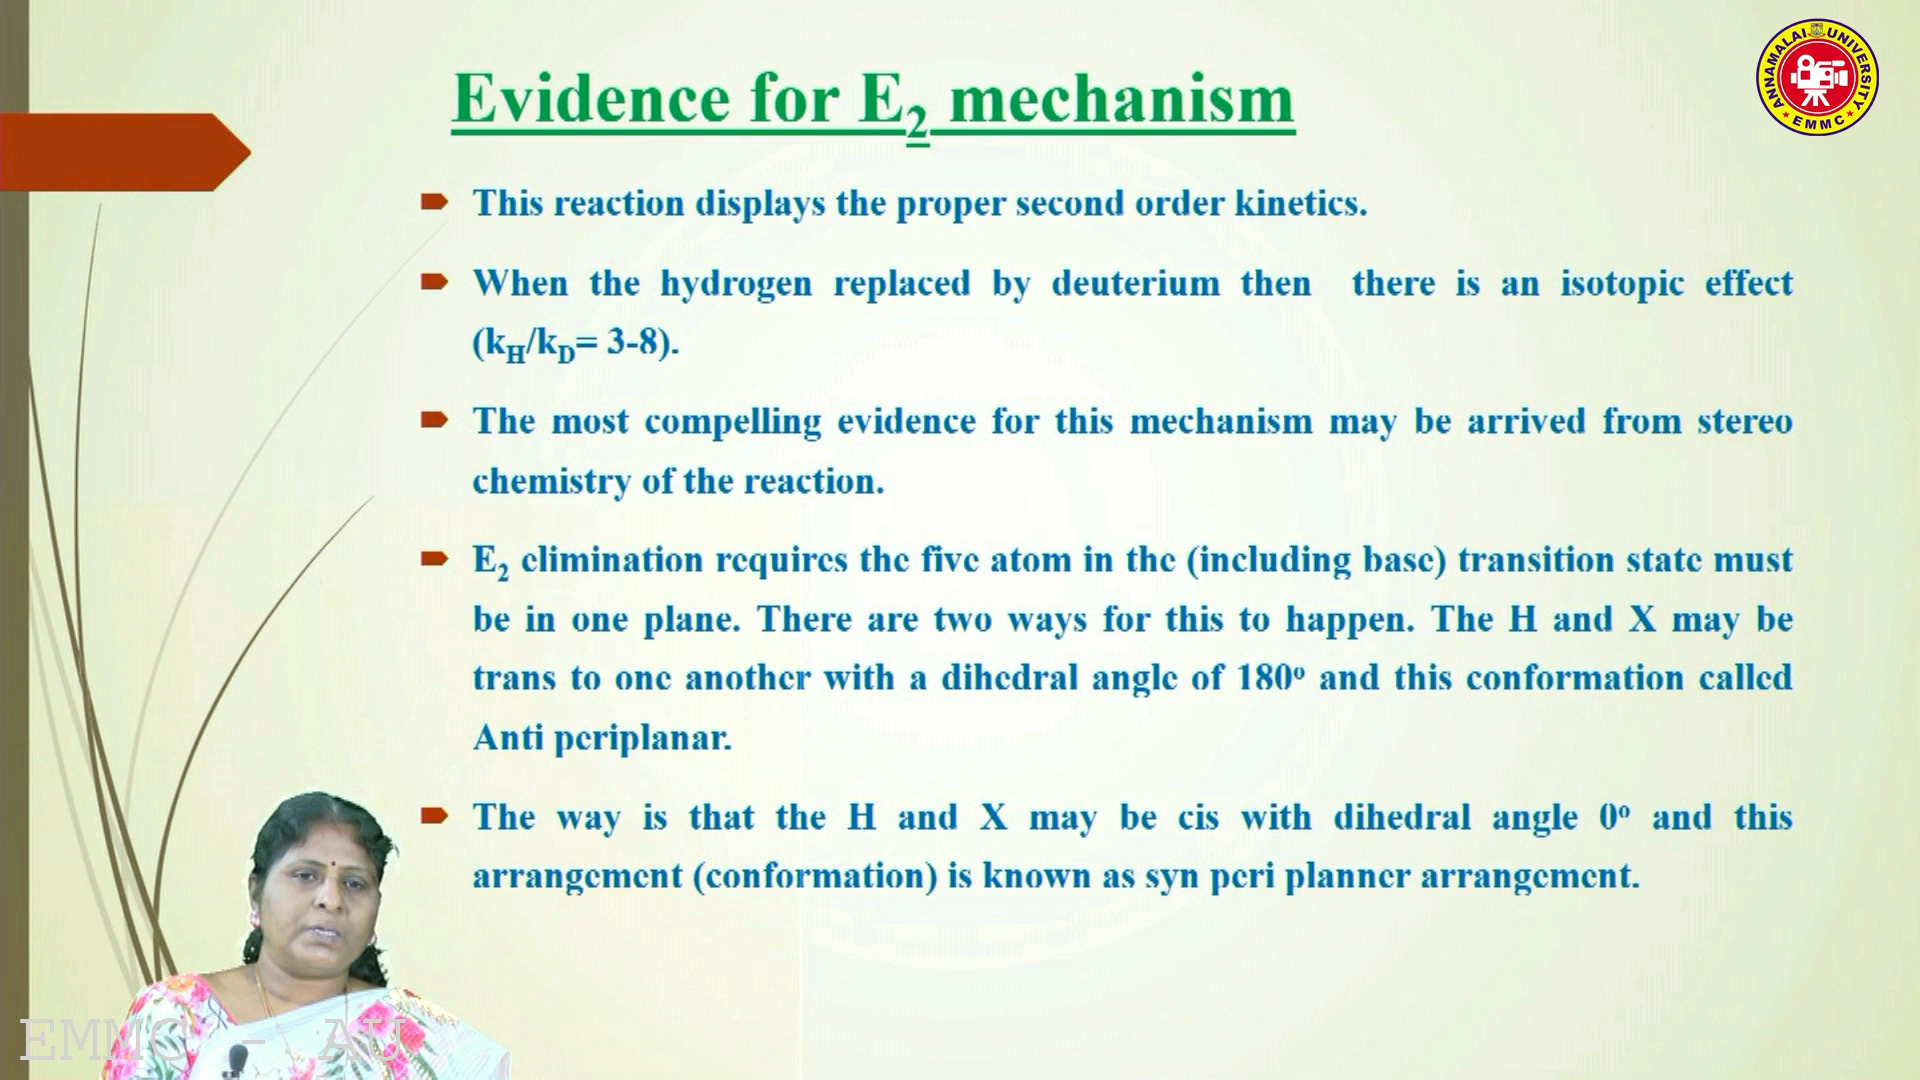 Evidence for E2 mechanism
ANNAMALAI UNIVERSITY
EMMC
This reaction displays the proper second order kinetics.
When the hydrogen replaced by deuterium then there is an isotopic effect
(kH/kD= 3-8).
The most compelling evidence for this mechanism may be arrived from stereo
chemistry of the reaction.
E2 elimination requires the five atom in the (including base) transition state must
be in one plane. There are two ways for this to happen. The H and X may be
trans to one another with a dihedral angle of 180º and this conformation called
Anti periplanar.
The way is that the H and X may be cis with dihedral angle 0º and this
arrangement (conformation) is known as syn peri planner arrangement.
EMMC - AU